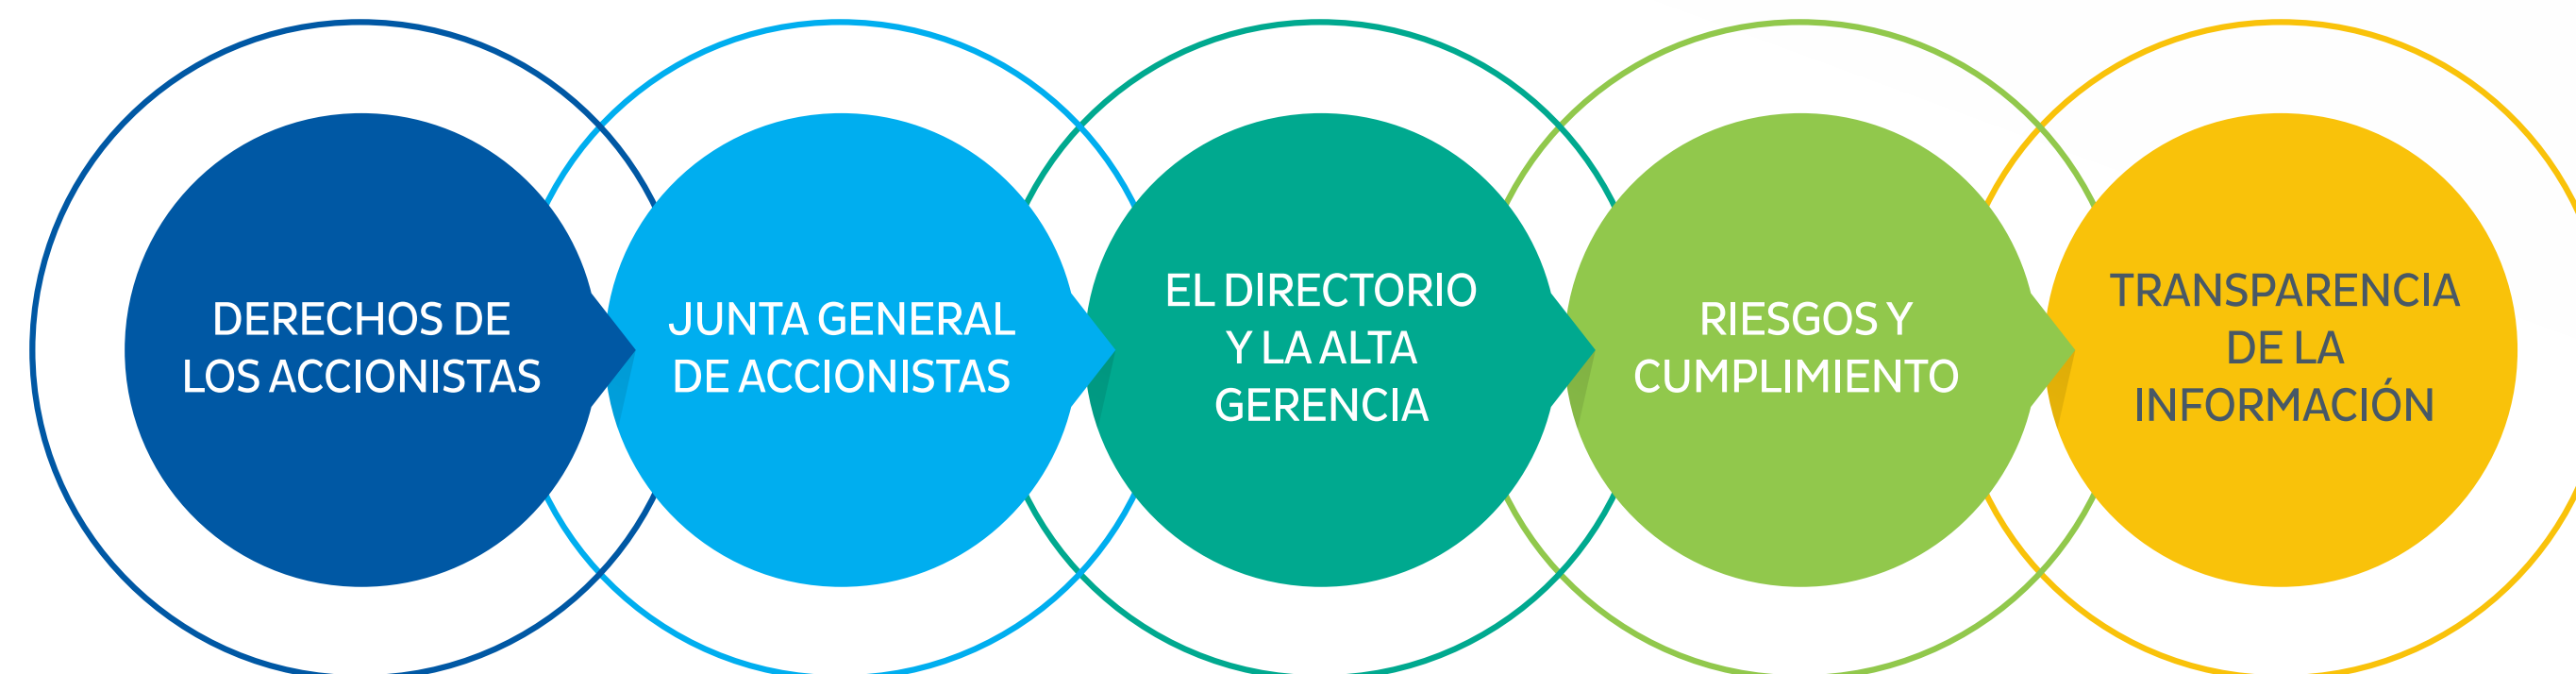 DERECHOS DE
LOS ACCIONISTAS
JUNTA GENERAL
DE ACCIONISTAS
EL DIRECTORIO
Y LA ALTA
GERENCIA
RIESGOS Y
CUMPLIMIENTO
TRANSPARENCIA
DE LA
INFORMACIÓN